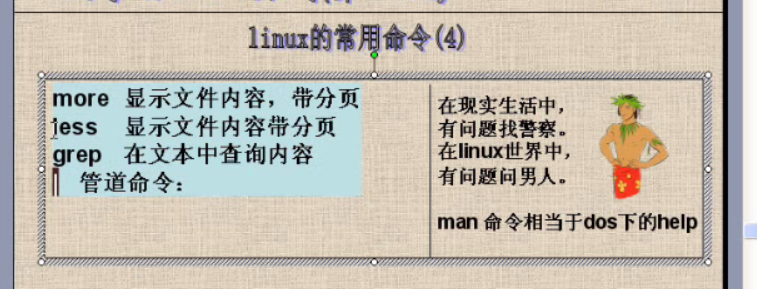 linux的常用命令(4)
more 显示文件内容，带分页
less 显示文件内容带分页
grep 在文本中查询内容
| 管道命令：
在现实生活中，
有问题找警察。
在linux世界中，
有问题问男人。
man 命令相当于dos下的help